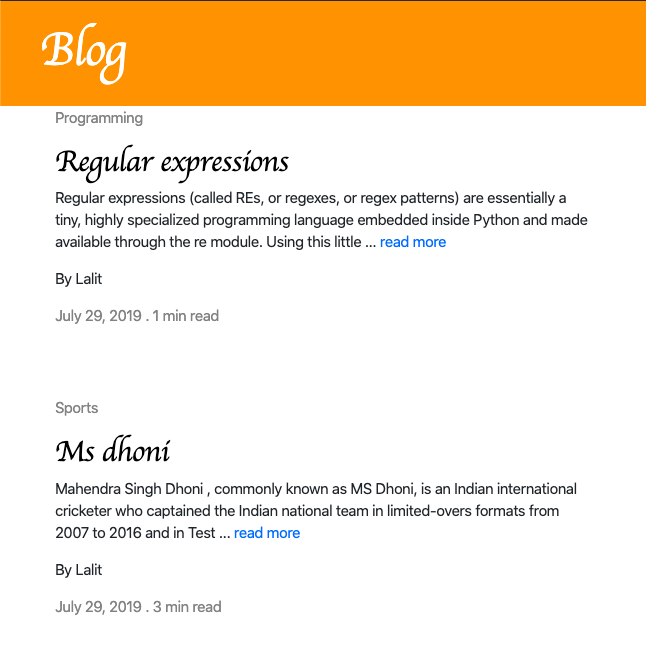 Blog
Programming
Regular expressions
Regular expressions (called REs, or regexes, or regex patterns) are essentially a
tiny, highly specialized programming language embedded inside Python and made
available through the re module. Using this little ... read more
By Lalit
July 29, 2019 . 1 min read
Sports
Ms dhoni
Mahendra Singh Dhoni , commonly known as MS Dhoni, is an Indian international
cricketer who captained the Indian national team in limited-overs formats from
2007 to 2016 and in Test ... read more
By Lalit
July 29, 2019 . 3 min read